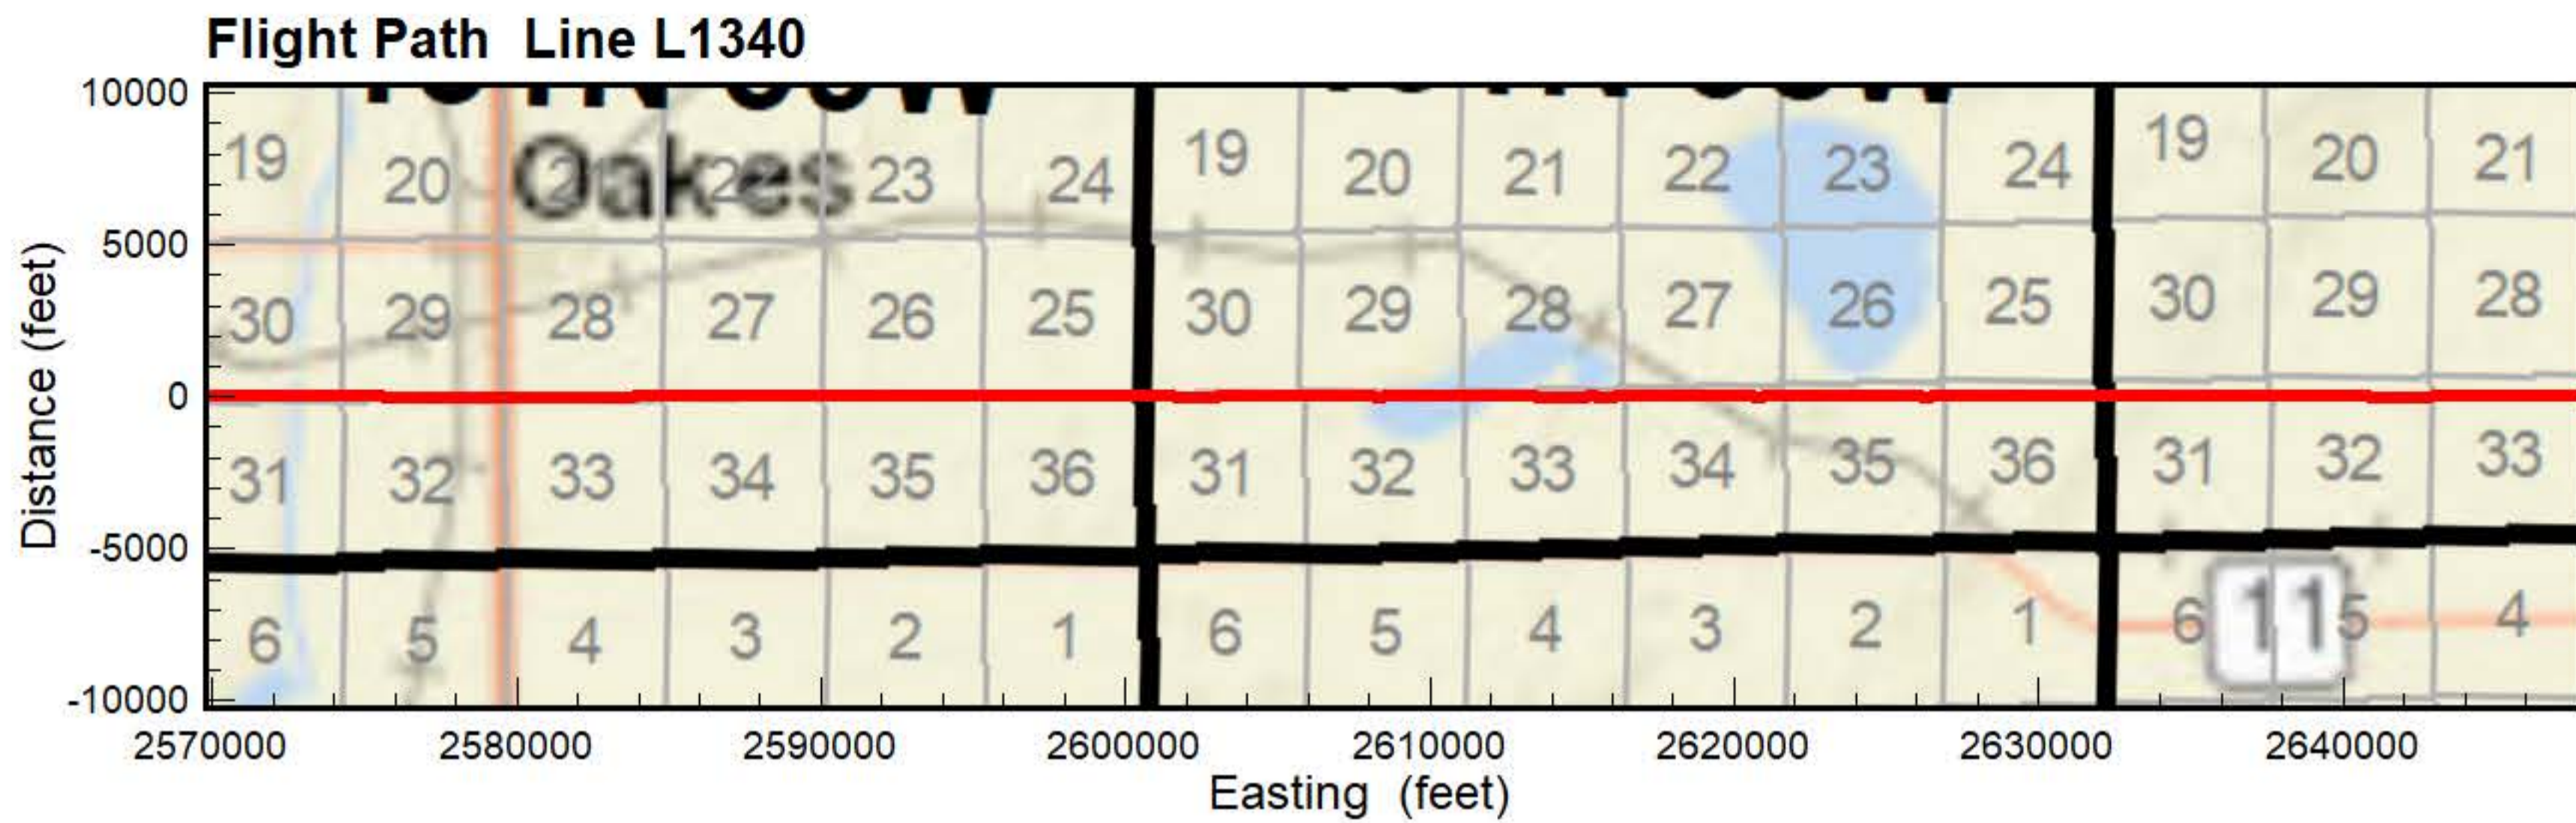 Flight Path Line L1340
10000
19 20 Oakes 23 24 19 20 21 22 23 24 19 20 21
5000
30 29 28 27 26 25 30 29 28 27 26 25 30 29 28
0
31 32 33 34 35 36 31 32 33 34 35 36 31 32 33
-5000
6 5 4 3 2 1 6 5 4 3 2 1 6 11 5 4
-10000
2570000 2580000 2590000 2600000 2610000 2620000 2630000 2640000
Distance (feet)
Easting (feet)